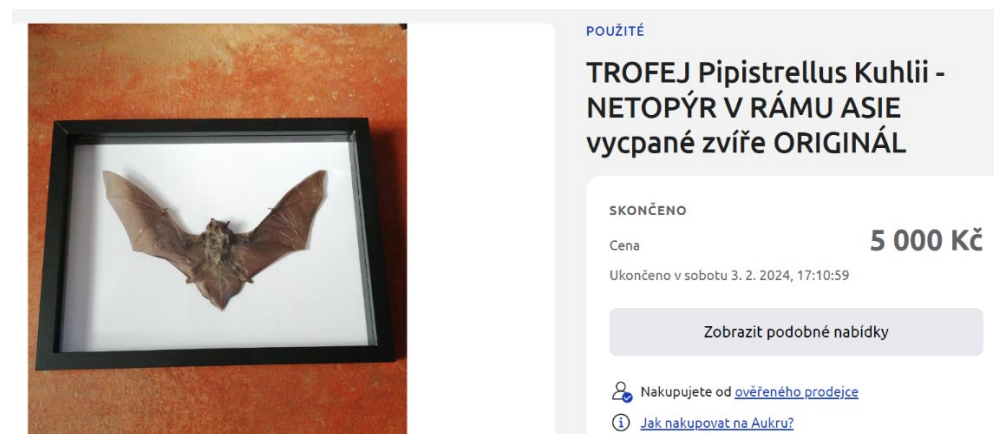 POUŽITÉ
TROFEJ Pipistrellus Kuhlii -
NETOPÝR V RÁMU ASIE
vycpané zvíře ORIGINÁL
SKONČENO
Cena
5 000 Kč
Ukončeno v sobotu 3. 2. 2024, 17:10:59
Zobrazit podobné nabídky
Nakupujete od ověřeného prodejce
Jak nakupovat na Aukru?